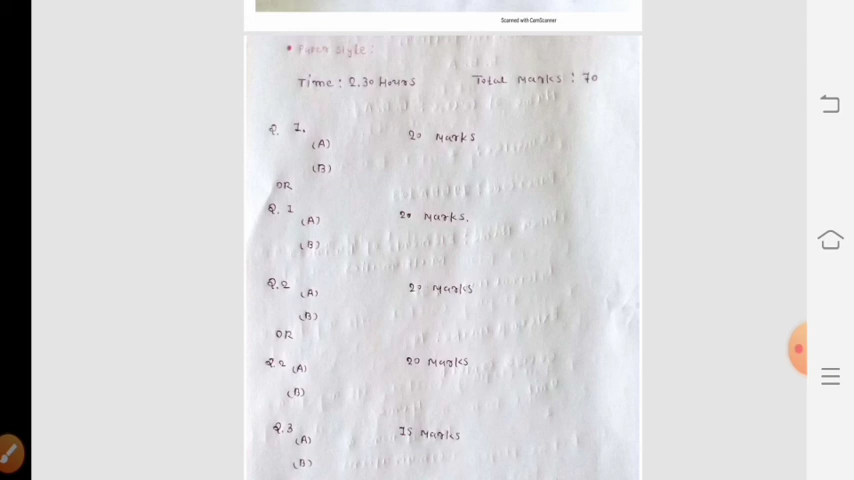 Scanned with CamScanner
• Paper Style :
Time : 2.30 Hours Total Marks : 70
Q. 1.
(A) 20 Marks
(B)
OR
Q. 1
(A) 20 Marks.
(B)
Q.2
(A) 20 Marks
(B)
OR
Q.2 (A) 20 Marks
(B)
Q.3
(A) 15 Marks
(B)